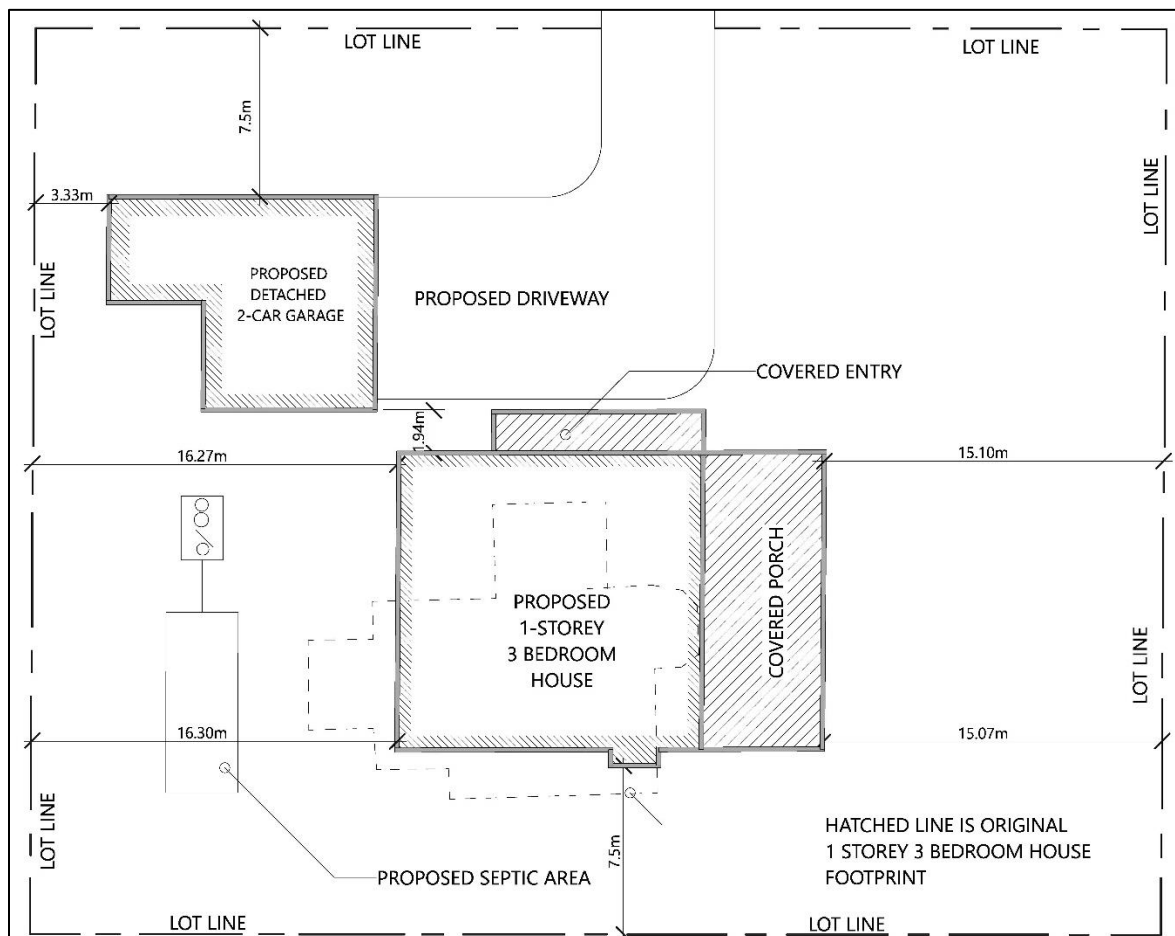 LOT LINE
LOT LINE
7.5m
LOT LINE
3.33m
LOT LINE
PROPOSED
DETACHED
2-CAR GARAGE
PROPOSED DRIVEWAY
COVERED ENTRY
1.94m
16.27m
15.10m
COVERED PORCH
PROPOSED
1-STOREY
3 BEDROOM
HOUSE
LOT LINE
16.30m
15.07m
LOT LINE
7.5m
HATCHED LINE IS ORIGINAL
1 STOREY 3 BEDROOM HOUSE
FOOTPRINT
PROPOSED SEPTIC AREA
LOT LINE
LOT LINE